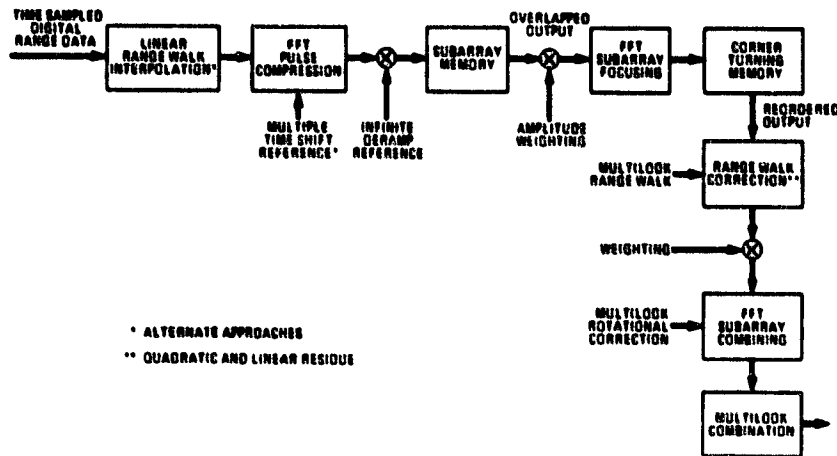 TIME SAMPLED
DIGITAL
RANGE DATA
LINEAR
RANGE WALK
INTERPOLATION*
FFT
PULSE
COMPRESSION
MULTIPLE
TIME SHIFT
REFERENCE*
INFINITE
DERAMP
REFERENCE
SUBARRAY
MEMORY
OVERLAPPED
OUTPUT
AMPLITUDE
WEIGHTING
FFT
SUBARRAY
FOCUSING
CORNER
TURNING
MEMORY
REORDERED
OUTPUT
MULTILOOK
RANGE WALK
RANGE WALK
CORRECTION**
WEIGHTING
MULTILOOK
ROTATIONAL
CORRECTION
FFT
SUBARRAY
COMBINING
MULTILOOK
COMBINATION
* ALTERNATE APPROACHES
** QUADRATIC AND LINEAR RESIDUE